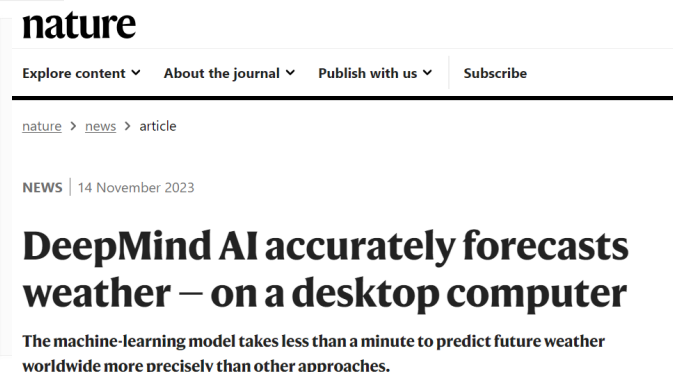 nature
Explore content About the journal Publish with us Subscribe
nature > news > article
NEWS | 14 November 2023
DeepMind AI accurately forecasts
weather — on a desktop computer
The machine-learning model takes less than a minute to predict future weather
worldwide more precisely than other approaches.